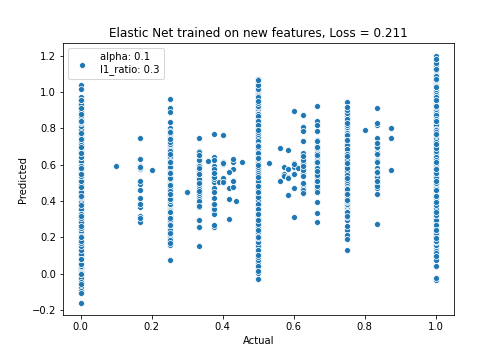 Elastic Net trained on new features, Loss = 0.211
alpha: 0.1
l1_ratio: 0.3
1.2
1.0
0.8
0.6
0.4
0.2
0.0
−0.2
Predicted
0.0 0.2 0.4 0.6 0.8 1.0
Actual